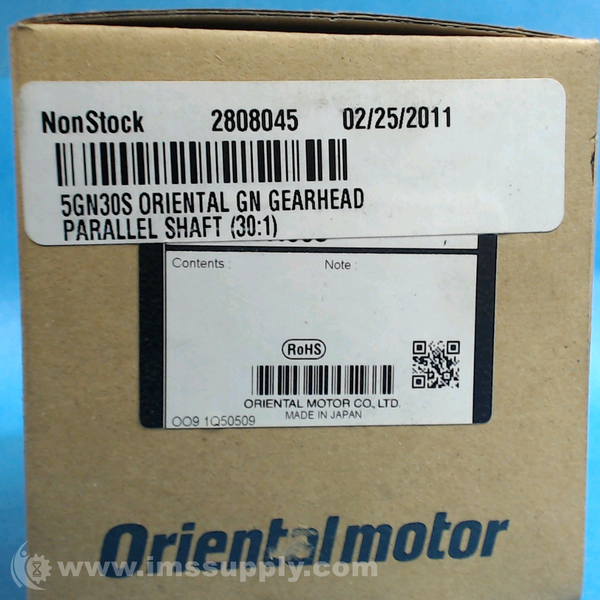 NonStock 2808045 02/25/2011
5GN30S ORIENTAL GN GEARHEAD
PARALLEL SHAFT (30:1)
Contents : Note :
RoHS
ORIENTAL MOTOR CO., LTD.
MADE IN JAPAN
OO9 1Q50509
Orientalmotor
www.imssupply.com